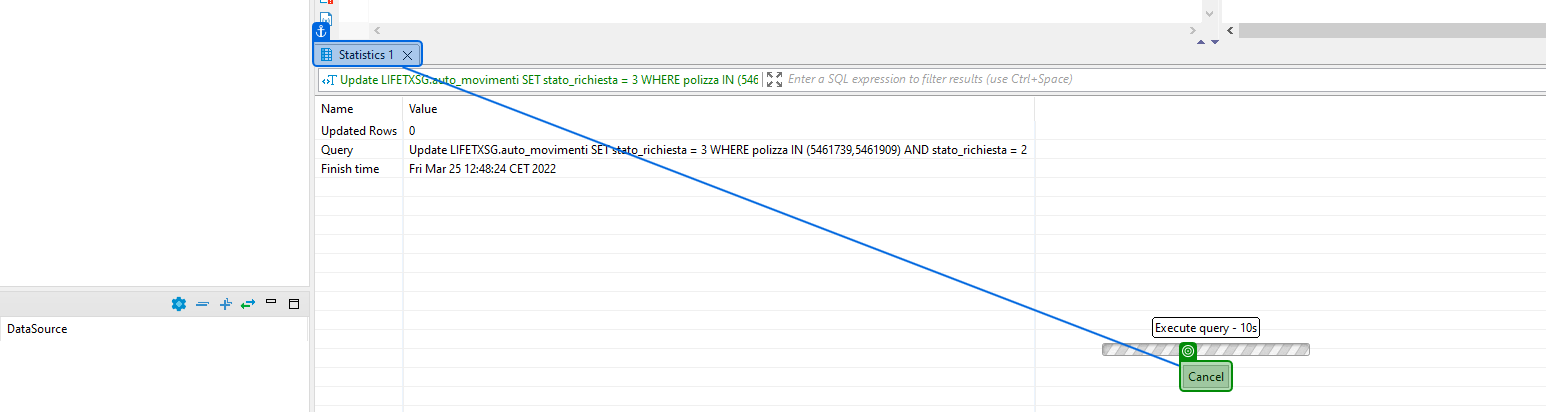 Statistics 1
Update LIFETXSG.auto_movimenti SET stato_richiesta = 3 WHERE polizza IN (546
Enter a SQL expression to filter results (use Ctrl+Space)
Name Value
Updated Rows 0
Query Update LIFETXSG.auto_movimenti SET stato_richiesta = 3 WHERE polizza IN (5461739,5461909) AND stato_richiesta = 2
Finish time Fri Mar 25 12:48:24 CET 2022
DataSource
Execute query - 10s
Cancel